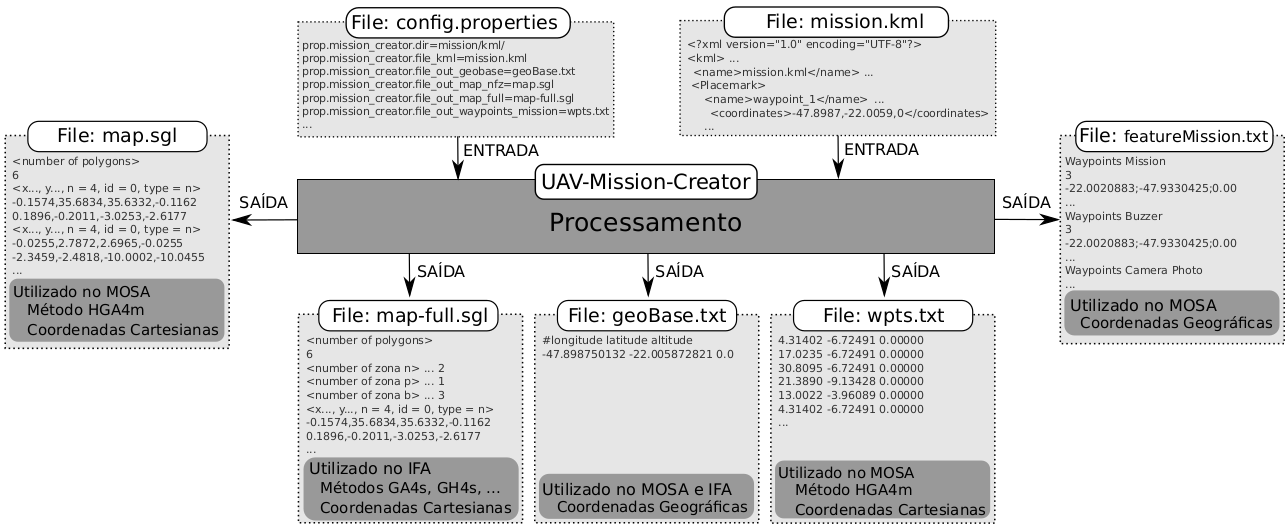 File: config.properties
prop.mission_creator.dir=mission/kml/
prop.mission_creator.file_kml=mission.kml
prop.mission_creator.file_out_geobase=geoBase.txt
prop.mission_creator.file_out_map_nfz=map.sgl
prop.mission_creator.file_out_map_full=map-full.sgl
prop.mission_creator.file_out_waypoints_mission=wpts.txt
...
File: mission.kml
<?xml version="1.0" encoding="UTF-8"?>
<kml> ...
<name>mission.kml</name> ...
<Placemark>
<name>waypoint_1</name> ...
<coordinates>-47.8987,-22.0059,0</coordinates>
...
ENTRADA
ENTRADA
File: map.sgl
<number of polygons>
6
<x..., y..., n = 4, id = 0, type = n>
-0.1574,35.6834,35.6332,-0.1162
0.1896,-0.2011,-3.0253,-2.6177
<x..., y..., n = 4, id = 0, type = n>
-0.0255,2.7872,2.6965,-0.0255
-2.3459,-2.4818,-10.0002,-10.0455
...
Utilizado no MOSA
Método HGA4m
Coordenadas Cartesianas
SAÍDA
UAV-Mission-Creator
Processamento
SAÍDA
File: featureMission.txt
Waypoints Mission
3
-22.0020883;-47.9330425;0.00
...
Waypoints Buzzer
3
-22.0020883;-47.9330425;0.00
...
Waypoints Camera Photo
...
Utilizado no MOSA
Coordenadas Geográficas
SAÍDA
SAÍDA
SAÍDA
File: map-full.sgl
<number of polygons>
6
<number of zona n> ... 2
<number of zona p> ... 1
<number of zona b> ... 3
<x..., y..., n = 4, id = 0, type = n>
-0.1574,35.6834,35.6332,-0.1162
0.1896,-0.2011,-3.0253,-2.6177
...
Utilizado no IFA
Métodos GA4s, GH4s, ...
Coordenadas Cartesianas
File: geoBase.txt
#longitude latitude altitude
-47.898750132 -22.005872821 0.0
Utilizado no MOSA e IFA
Coordenadas Geográficas
File: wpts.txt
4.31402 -6.72491 0.00000
17.0235 -6.72491 0.00000
30.8095 -6.72491 0.00000
21.3890 -9.13428 0.00000
13.0022 -3.96089 0.00000
4.31402 -6.72491 0.00000
...
Utilizado no MOSA
Método HGA4m
Coordenadas Cartesianas